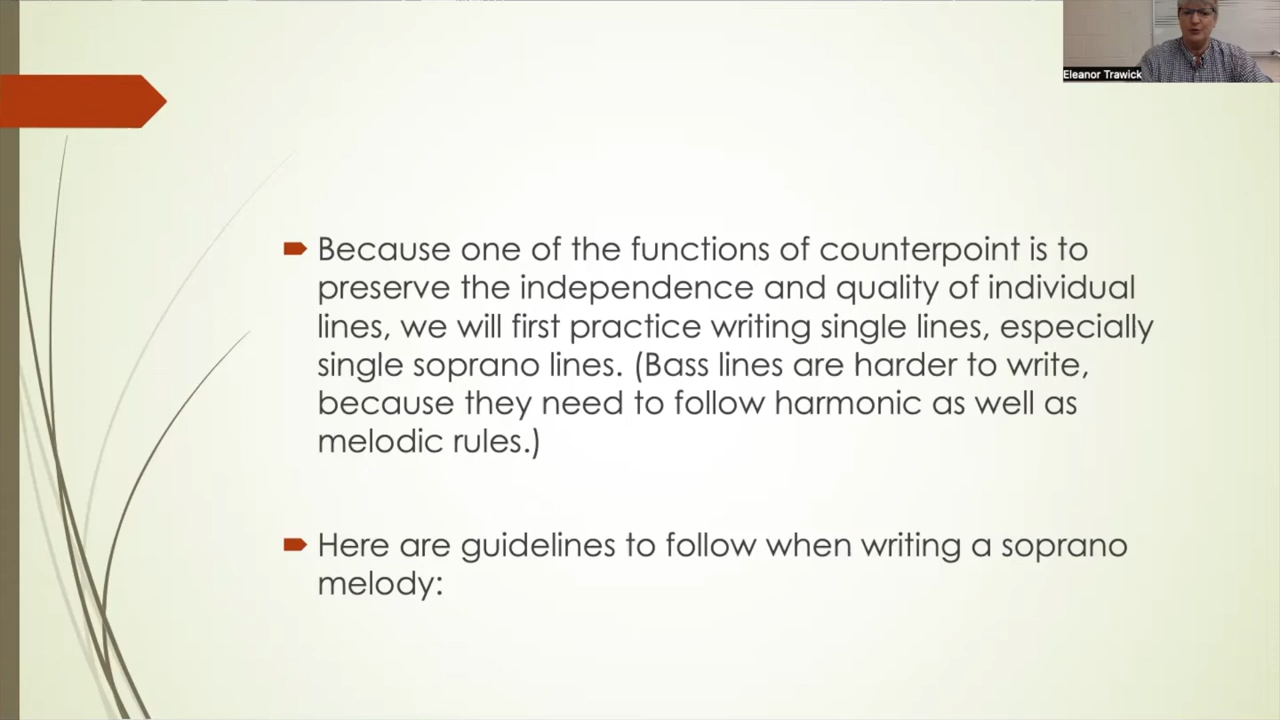 Eleanor Trawick
Because one of the functions of counterpoint is to
preserve the independence and quality of individual
lines, we will first practice writing single lines, especially
single soprano lines. (Bass lines are harder to write,
because they need to follow harmonic as well as
melodic rules.)
Here are guidelines to follow when writing a soprano
melody: